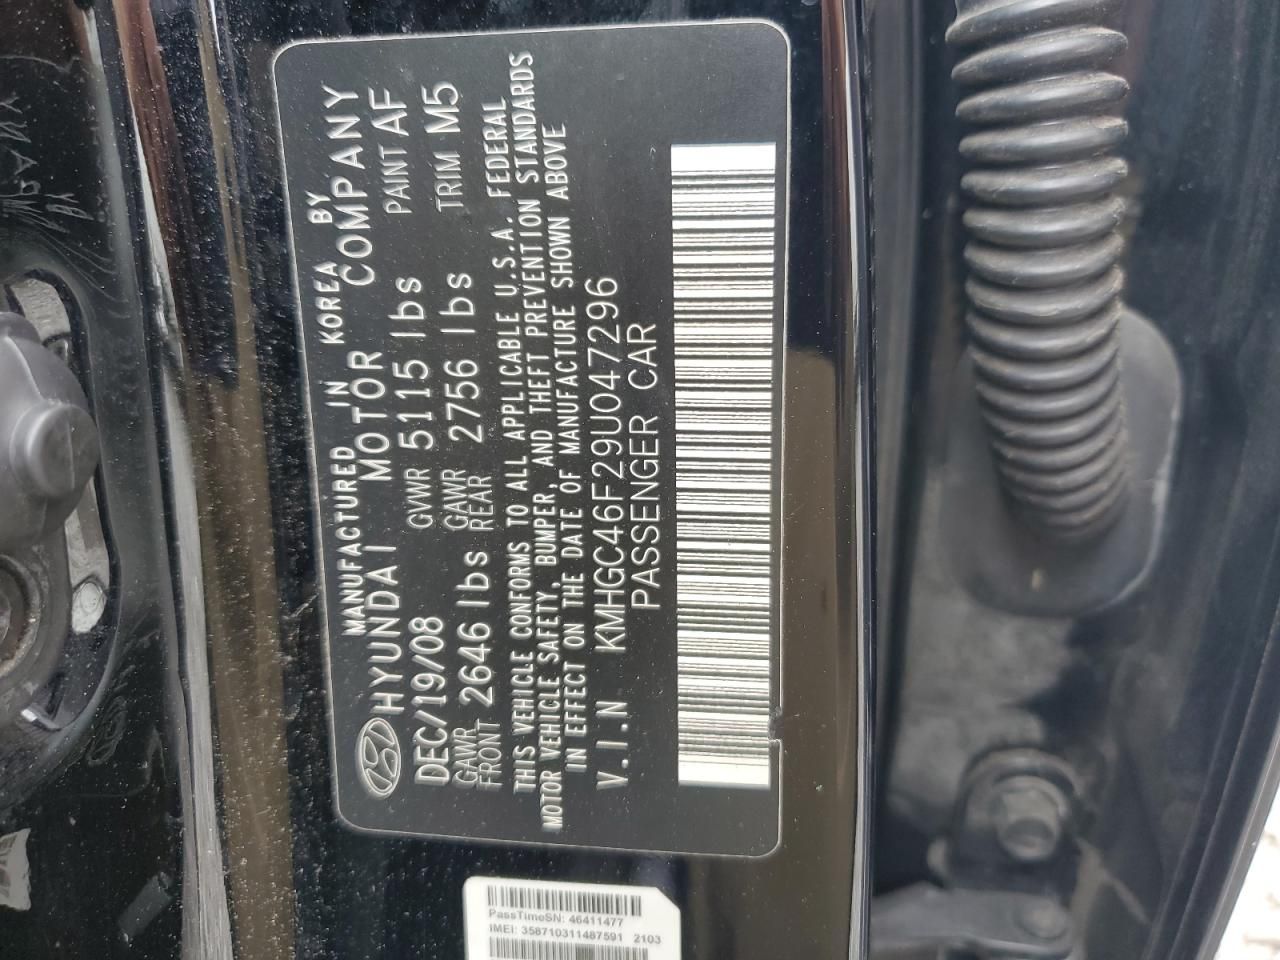 MANUFACTURED IN KOREA BY
HYUNDAI MOTOR COMPANY
DEC/19/08 GVWR 5115 lbs PAINT AF
GAWR FRONT 2646 lbs GAWR REAR 2756 lbs TRIM M5
THIS VEHICLE CONFORMS TO ALL APPLICABLE U.S.A. FEDERAL
MOTOR VEHICLE SAFETY, BUMPER, AND THEFT PREVENTION STANDARDS
IN EFFECT ON THE DATE OF MANUFACTURE SHOWN ABOVE
V.I.N KMHGC46F29U047296
PASSENGER CAR
PassTimeSN: 46411477
IMEI: 358710311487591 2103